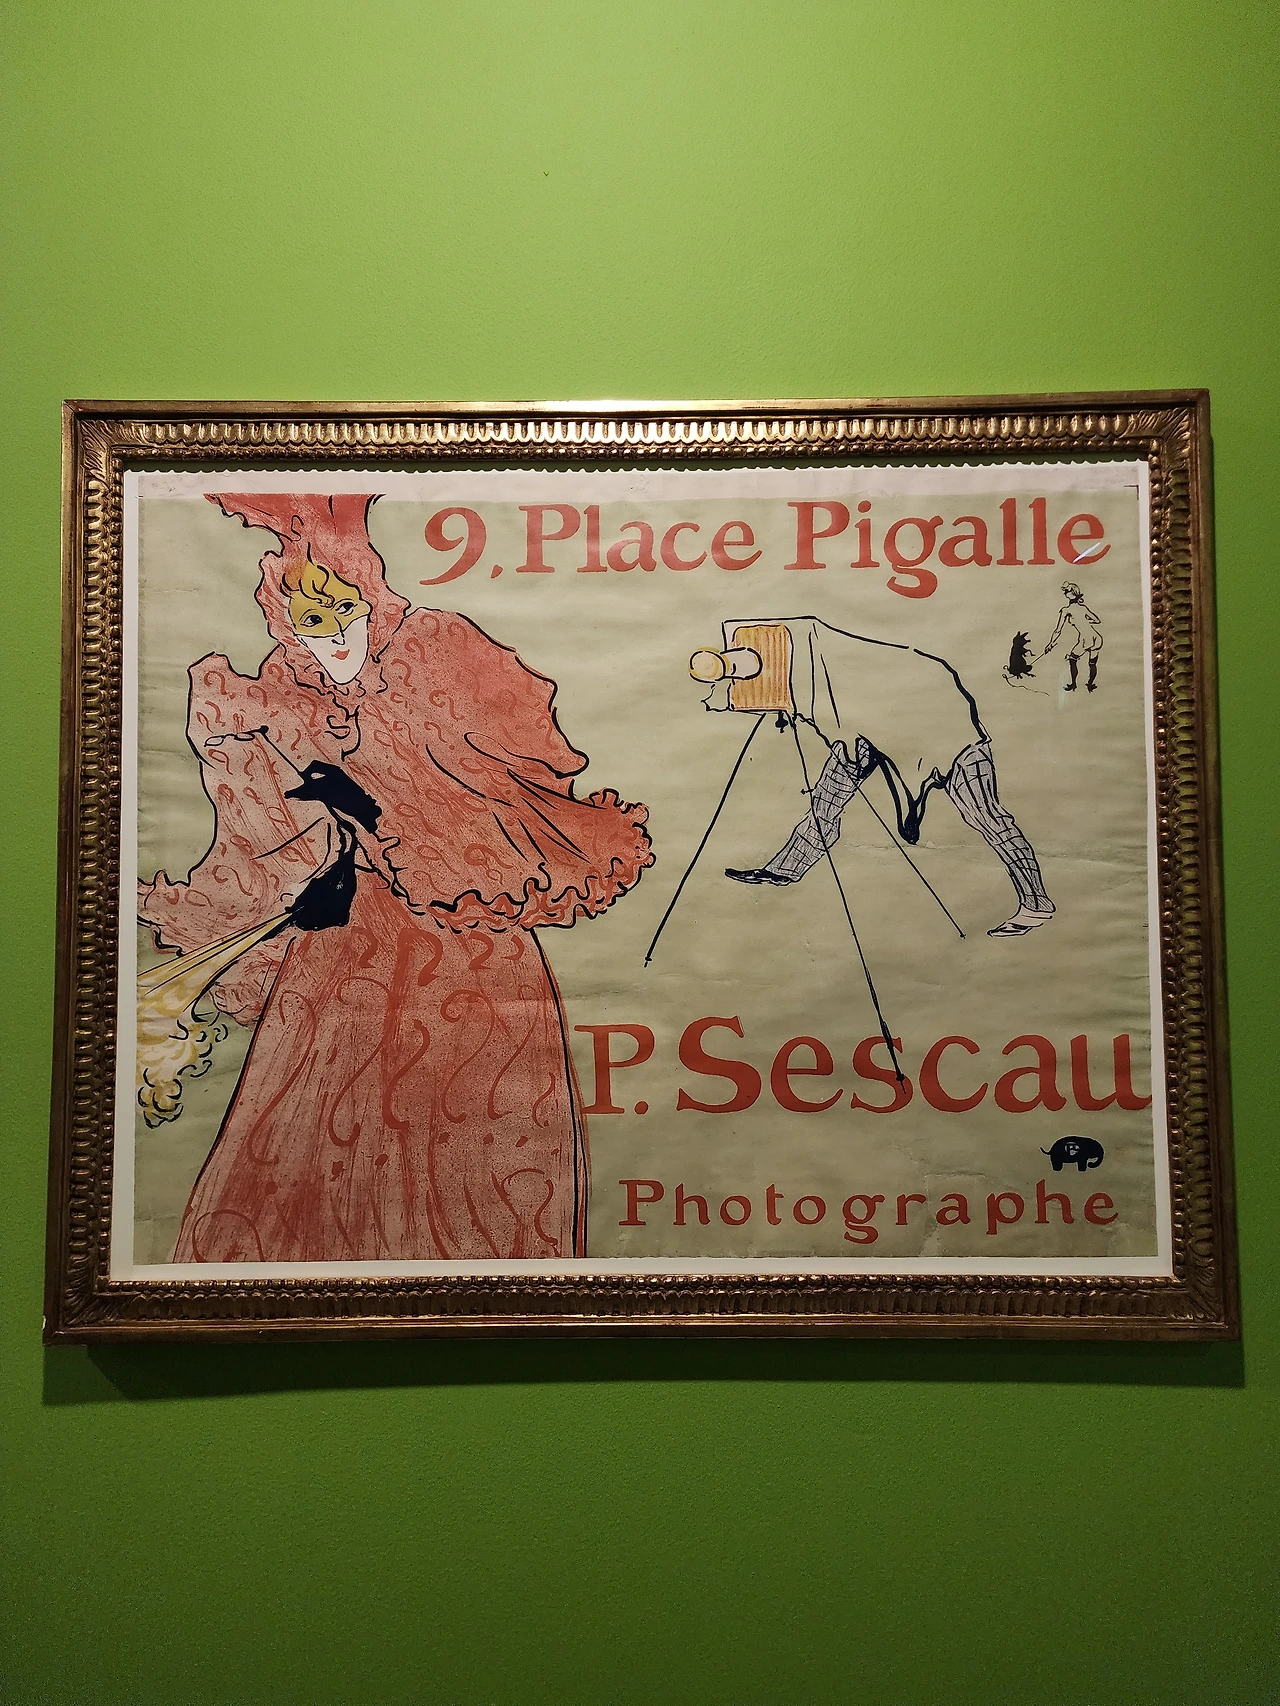 9, Place Pigalle
P. Sescau
Photographe